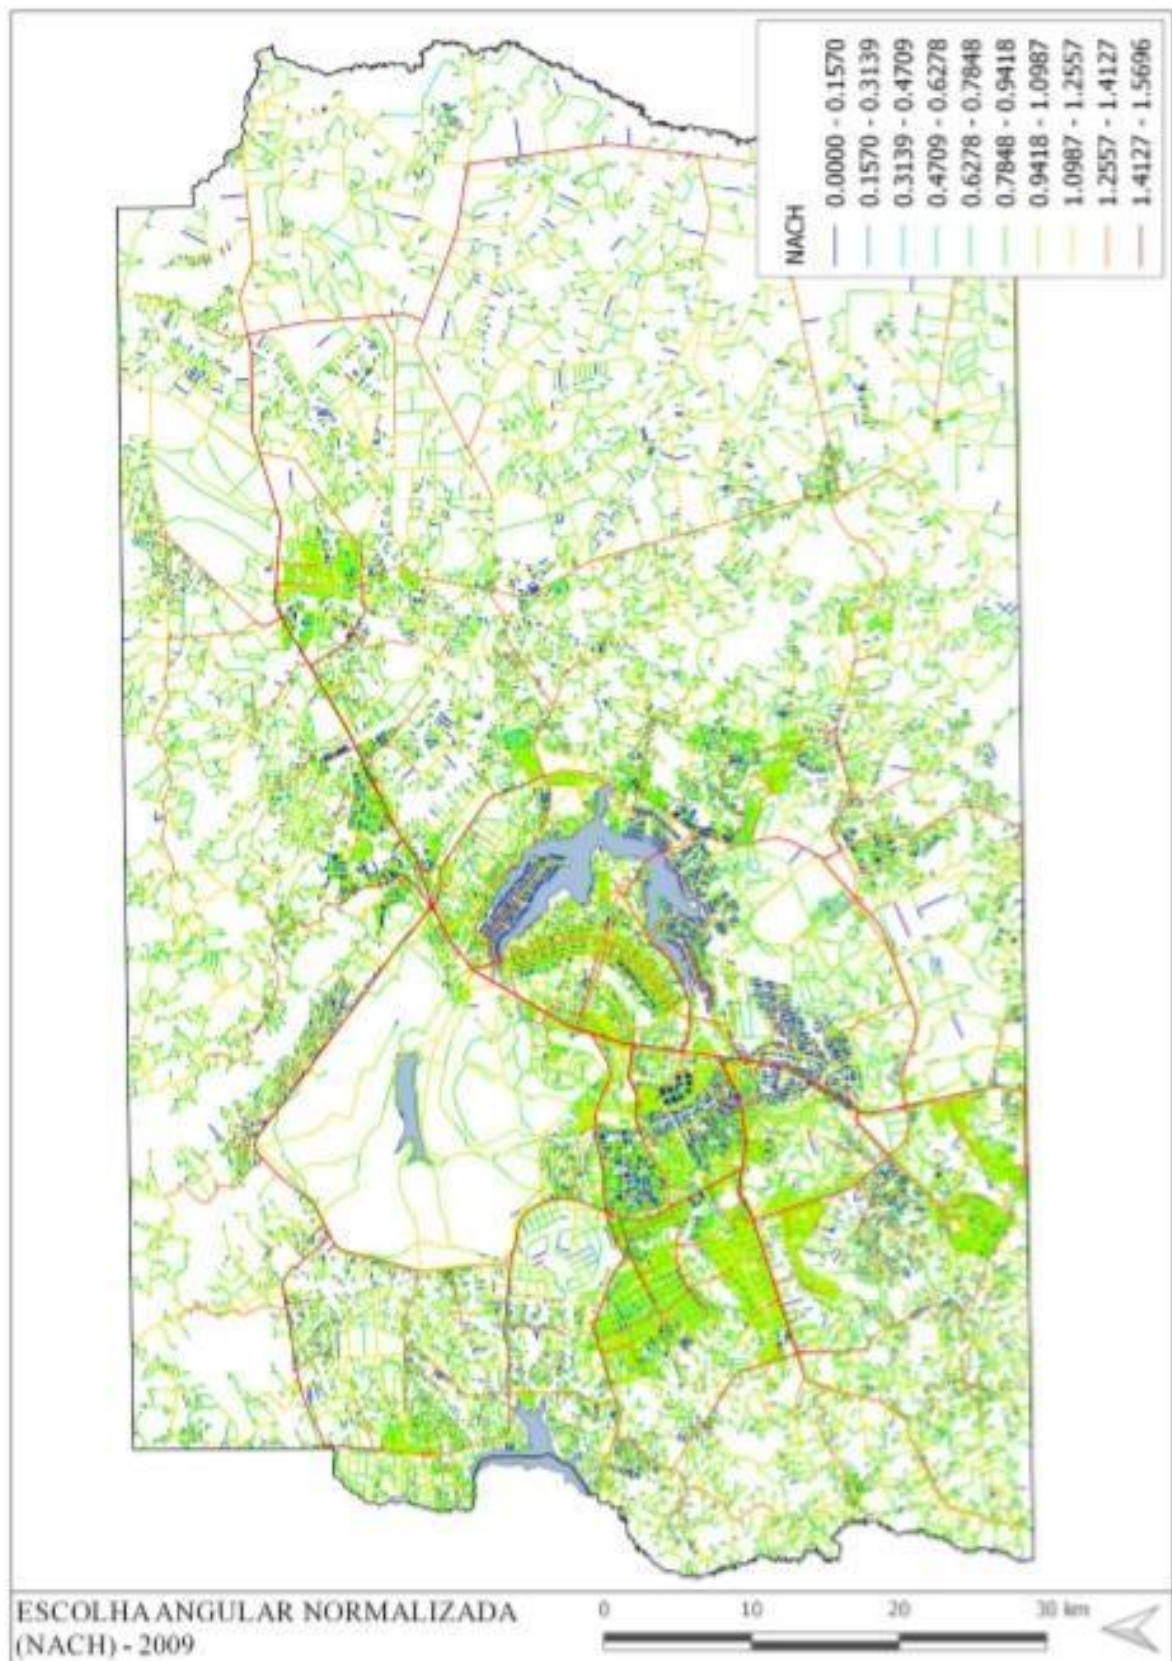 NACH
0.0000 - 0.1570
0.1570 - 0.3139
0.3139 - 0.4709
0.4709 - 0.6278
0.6278 - 0.7848
0.7848 - 0.9418
0.9418 - 1.0987
1.0987 - 1.2557
1.2557 - 1.4127
1.4127 - 1.5696
ESCOLHA ANGULAR NORMALIZADA
(NACH) - 2009
0 10 20 30 km